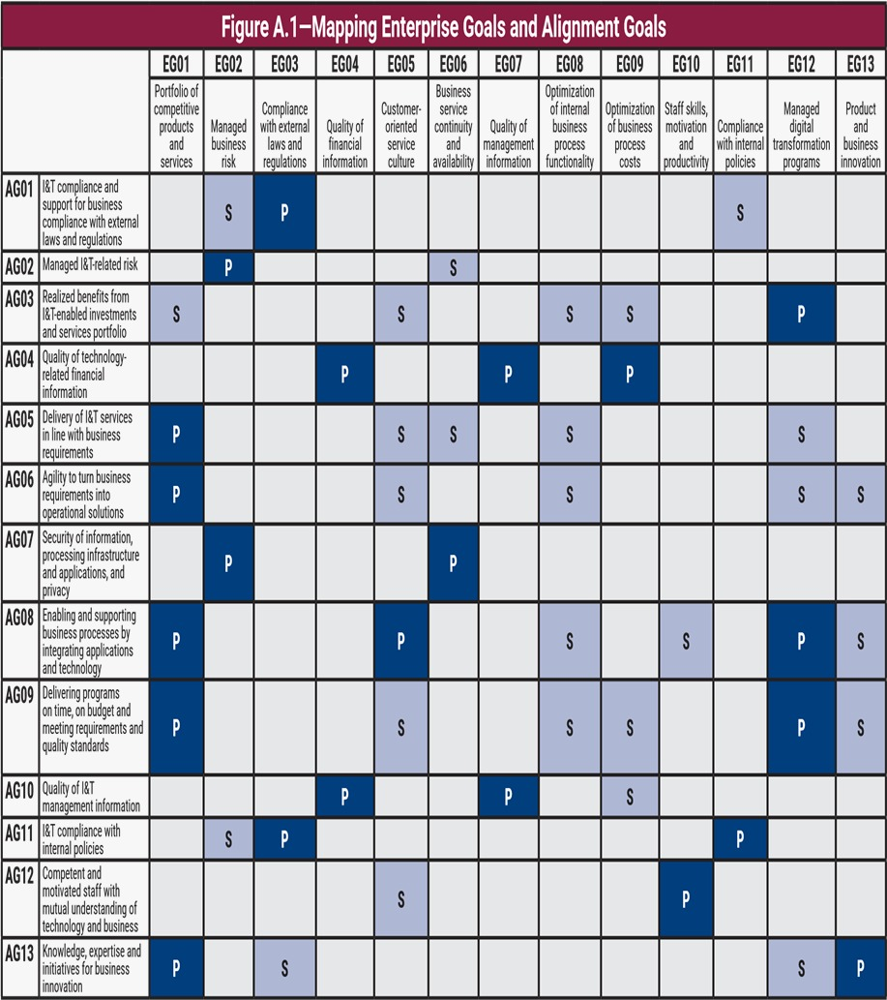 Figure A.1—Mapping Enterprise Goals and Alignment Goals
EG01 EG02 EG03 EG04 EG05 EG06 EG07 EG08 EG09 EG10 EG11 EG12 EG13
Portfolio of
competitive
products
and
services
Managed
business
risk
Compliance
with external
laws and
regulations
Quality of
financial
information
Customer-
oriented
service
culture
Business
service
continuity
and
availability
Quality of
management
information
Optimization
of internal
business
process
functionality
Optimization
of business
process
costs
Staff skills,
motivation
and
productivity
Compliance
with internal
policies
Managed
digital
transformation
programs
Product
and
business
innovation
AG01
I&T compliance and
support for business
compliance with external
laws and regulations
S P S
AG02
Managed I&T-related risk
P S
AG03
Realized benefits from
I&T-enabled investments
and services portfolio
S S S S P
AG04
Quality of technology-
related financial
information
P P P
AG05
Delivery of I&T services
in line with business
requirements
P S S S S
AG06
Agility to turn business
requirements into
operational solutions
P S S S S
AG07
Security of information,
processing infrastructure
and applications, and
privacy
P P
AG08
Enabling and supporting
business processes by
integrating applications
and technology
P P S S P S
AG09
Delivering programs
on time, on budget and
meeting requirements and
quality standards
P S S S P S
AG10
Quality of I&T
management information
P P S
AG11
I&T compliance with
internal policies
S P P
AG12
Competent and
motivated staff with
mutual understanding of
technology and business
S P
AG13
Knowledge, expertise and
initiatives for business
innovation
P S S P